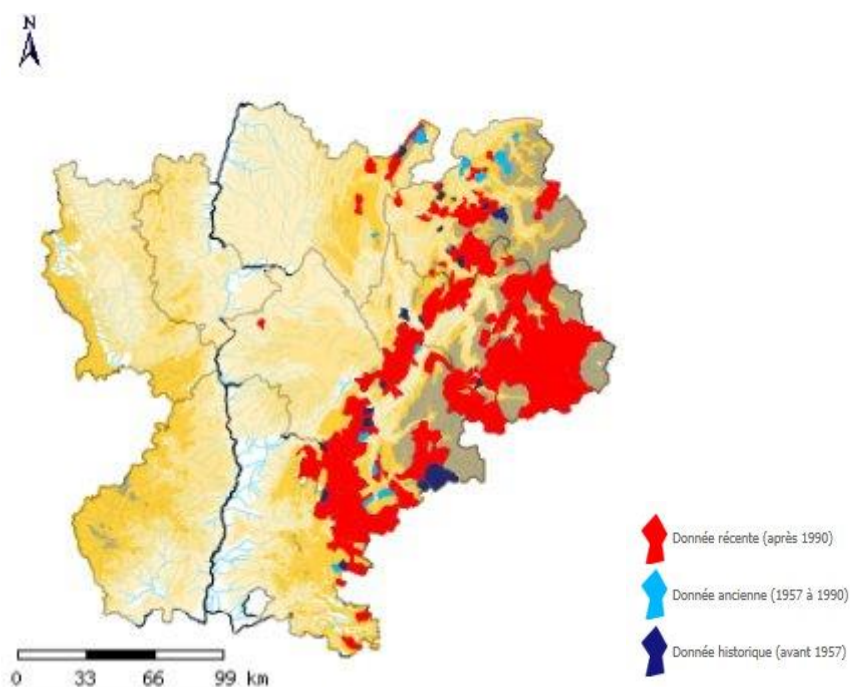 N
Donnée récente (après 1990)
Donnée ancienne (1957 à 1990)
Donnée historique (avant 1957)
0 33 66 99 km